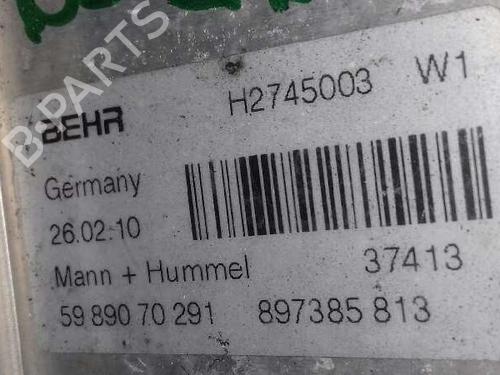 BEHR H2745003 W1
Germany
26.02.10
Mann + Hummel 37413
59 890 70 291 897385 813
B-PARTS